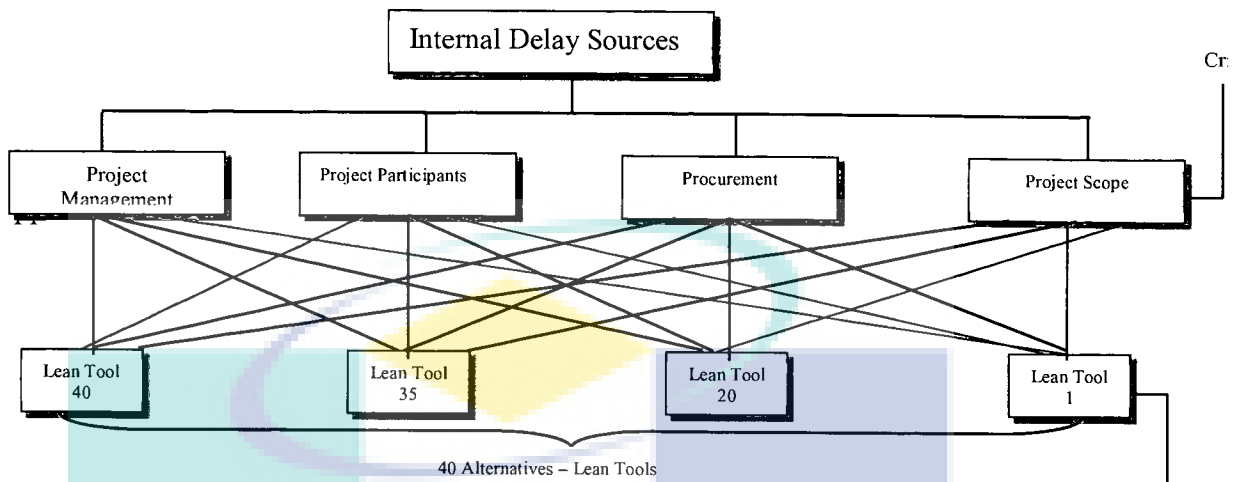 Internal Delay Sources
Cr
Project
Management
Project Participants
Procurement
Project Scope
Lean Tool
40
Lean Tool
35
Lean Tool
20
Lean Tool
1
40 Alternatives – Lean Tools